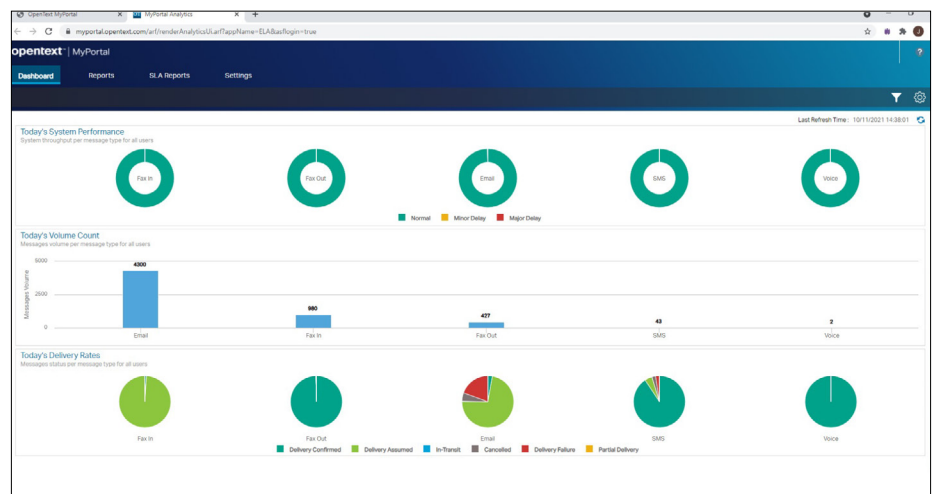 OpenText MyPortal
MyPortal Analytics
myportal.opentext.com/arf/renderAnalyticsUI.arf?appName=ELA&asflogin=true
opentext™ | MyPortal
Dashboard Reports SLA Reports Settings
Last Refresh Time : 10/11/2021 14:38:01
Today's System Performance
System throughput per message type for all users
Fax In Fax Out Email SMS Voice
Normal Minor Delay Major Delay
Today's Volume Count
Messages volume per message type for all users
Messages Volume
5000
2500
0
4300 980 427 43 2
Email Fax In Fax Out SMS Voice
Today's Delivery Rates
Messages status per message type for all users
Fax In Fax Out Email SMS Voice
Delivery Confirmed Delivery Assumed In-Transit Cancelled Delivery Failure Partial Delivery